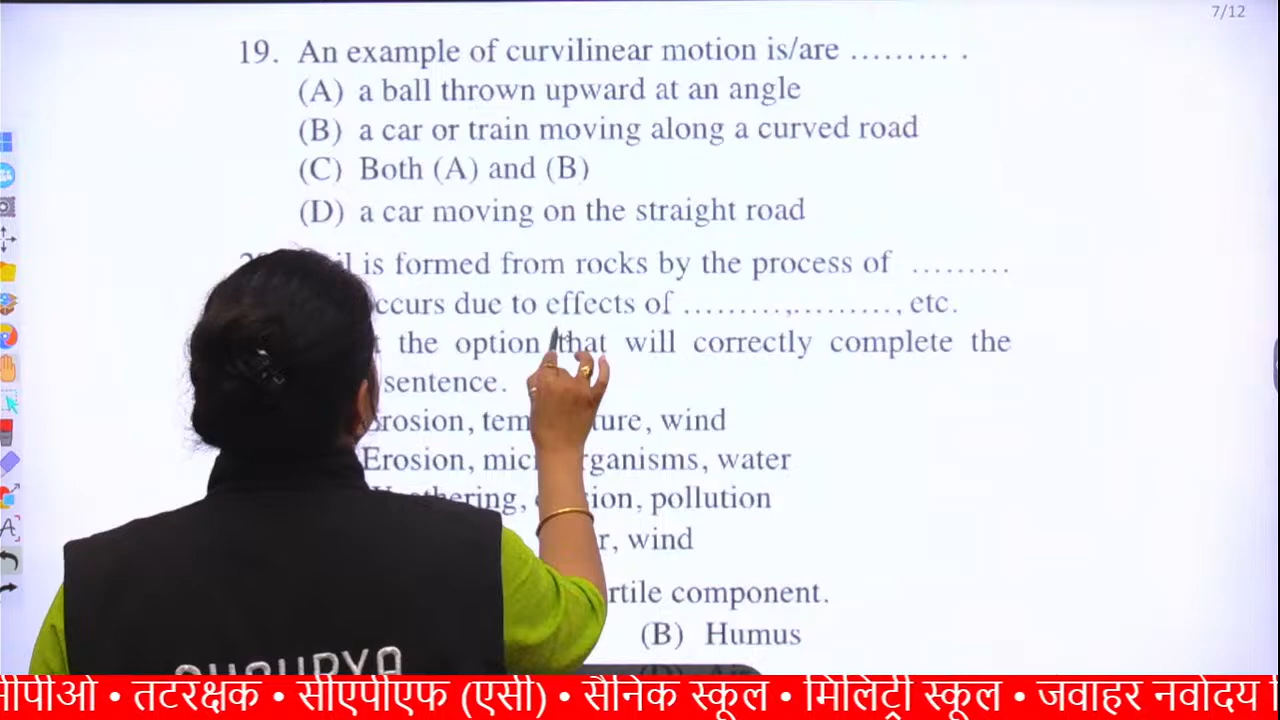 7/12
19. An example of curvilinear motion is/are ......... .
(A) a ball thrown upward at an angle
(B) a car or train moving along a curved road
(C) Both (A) and (B)
(D) a car moving on the straight road
is formed from rocks by the process of .........
due to effects of .........,........., etc.
the option that will correctly complete the
sentence.
Erosion, wind
Erosion, water
pollution
wind
component.
(B) Humus
• तटरक्षक • सीएपीएफ (एसी) • सैनिक स्कूल • मिलिट्री स्कूल • जवाहर नवोदय